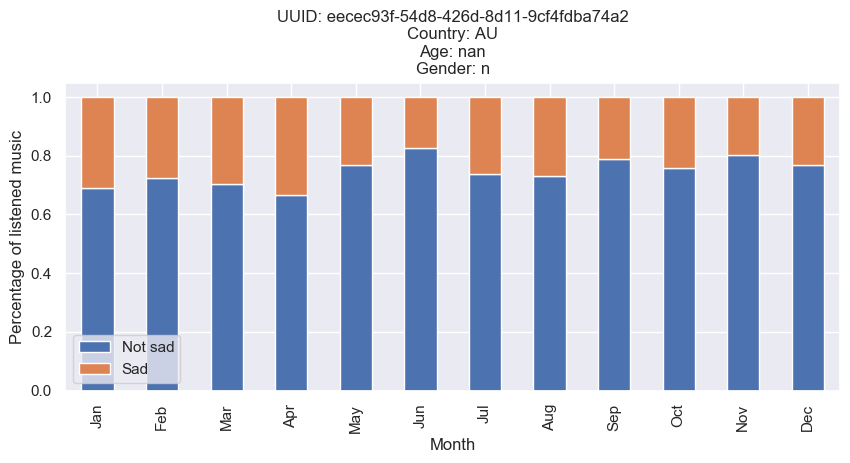 UUID: eecec93f-54d8-426d-8d11-9cf4fdba74a2
Country: AU
Age: nan
Gender: n
Percentage of listened music
1.0
0.8
0.6
0.4
0.2
0.0
Not sad
Sad
Jan Feb Mar Apr May Jun Jul Aug Sep Oct Nov Dec
Month